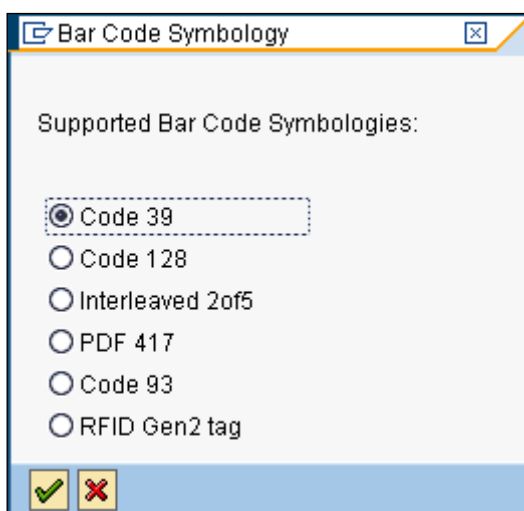 Bar Code Symbology
Supported Bar Code Symbologies:
Code 39
Code 128
Interleaved 2of5
PDF 417
Code 93
RFID Gen2 tag